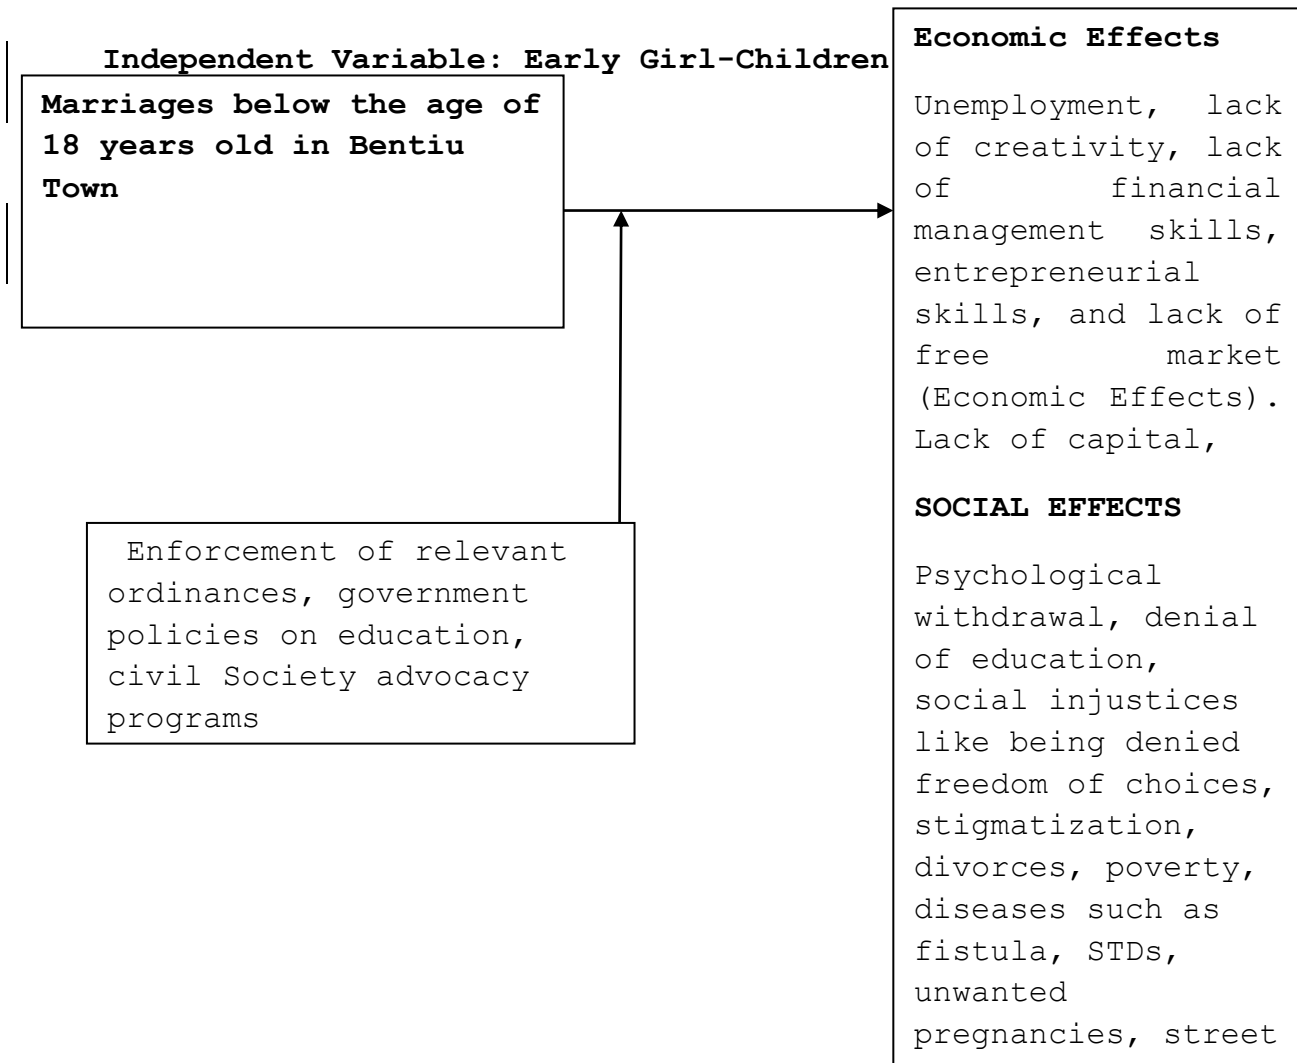 Independent Variable: Early Girl-Children
Marriages below the age of
18 years old in Bentiu
Town
Enforcement of relevant
ordinances, government
policies on education,
civil Society advocacy
programs
Economic Effects
Unemployment, lack
of creativity, lack
of financial
management skills,
entrepreneurial
skills, and lack of
free market
(Economic Effects).
Lack of capital,
SOCIAL EFFECTS
Psychological
withdrawal, denial
of education,
social injustices
like being denied
freedom of choices,
stigmatization,
divorces, poverty,
diseases such as
fistula, STDs,
unwanted
pregnancies, street